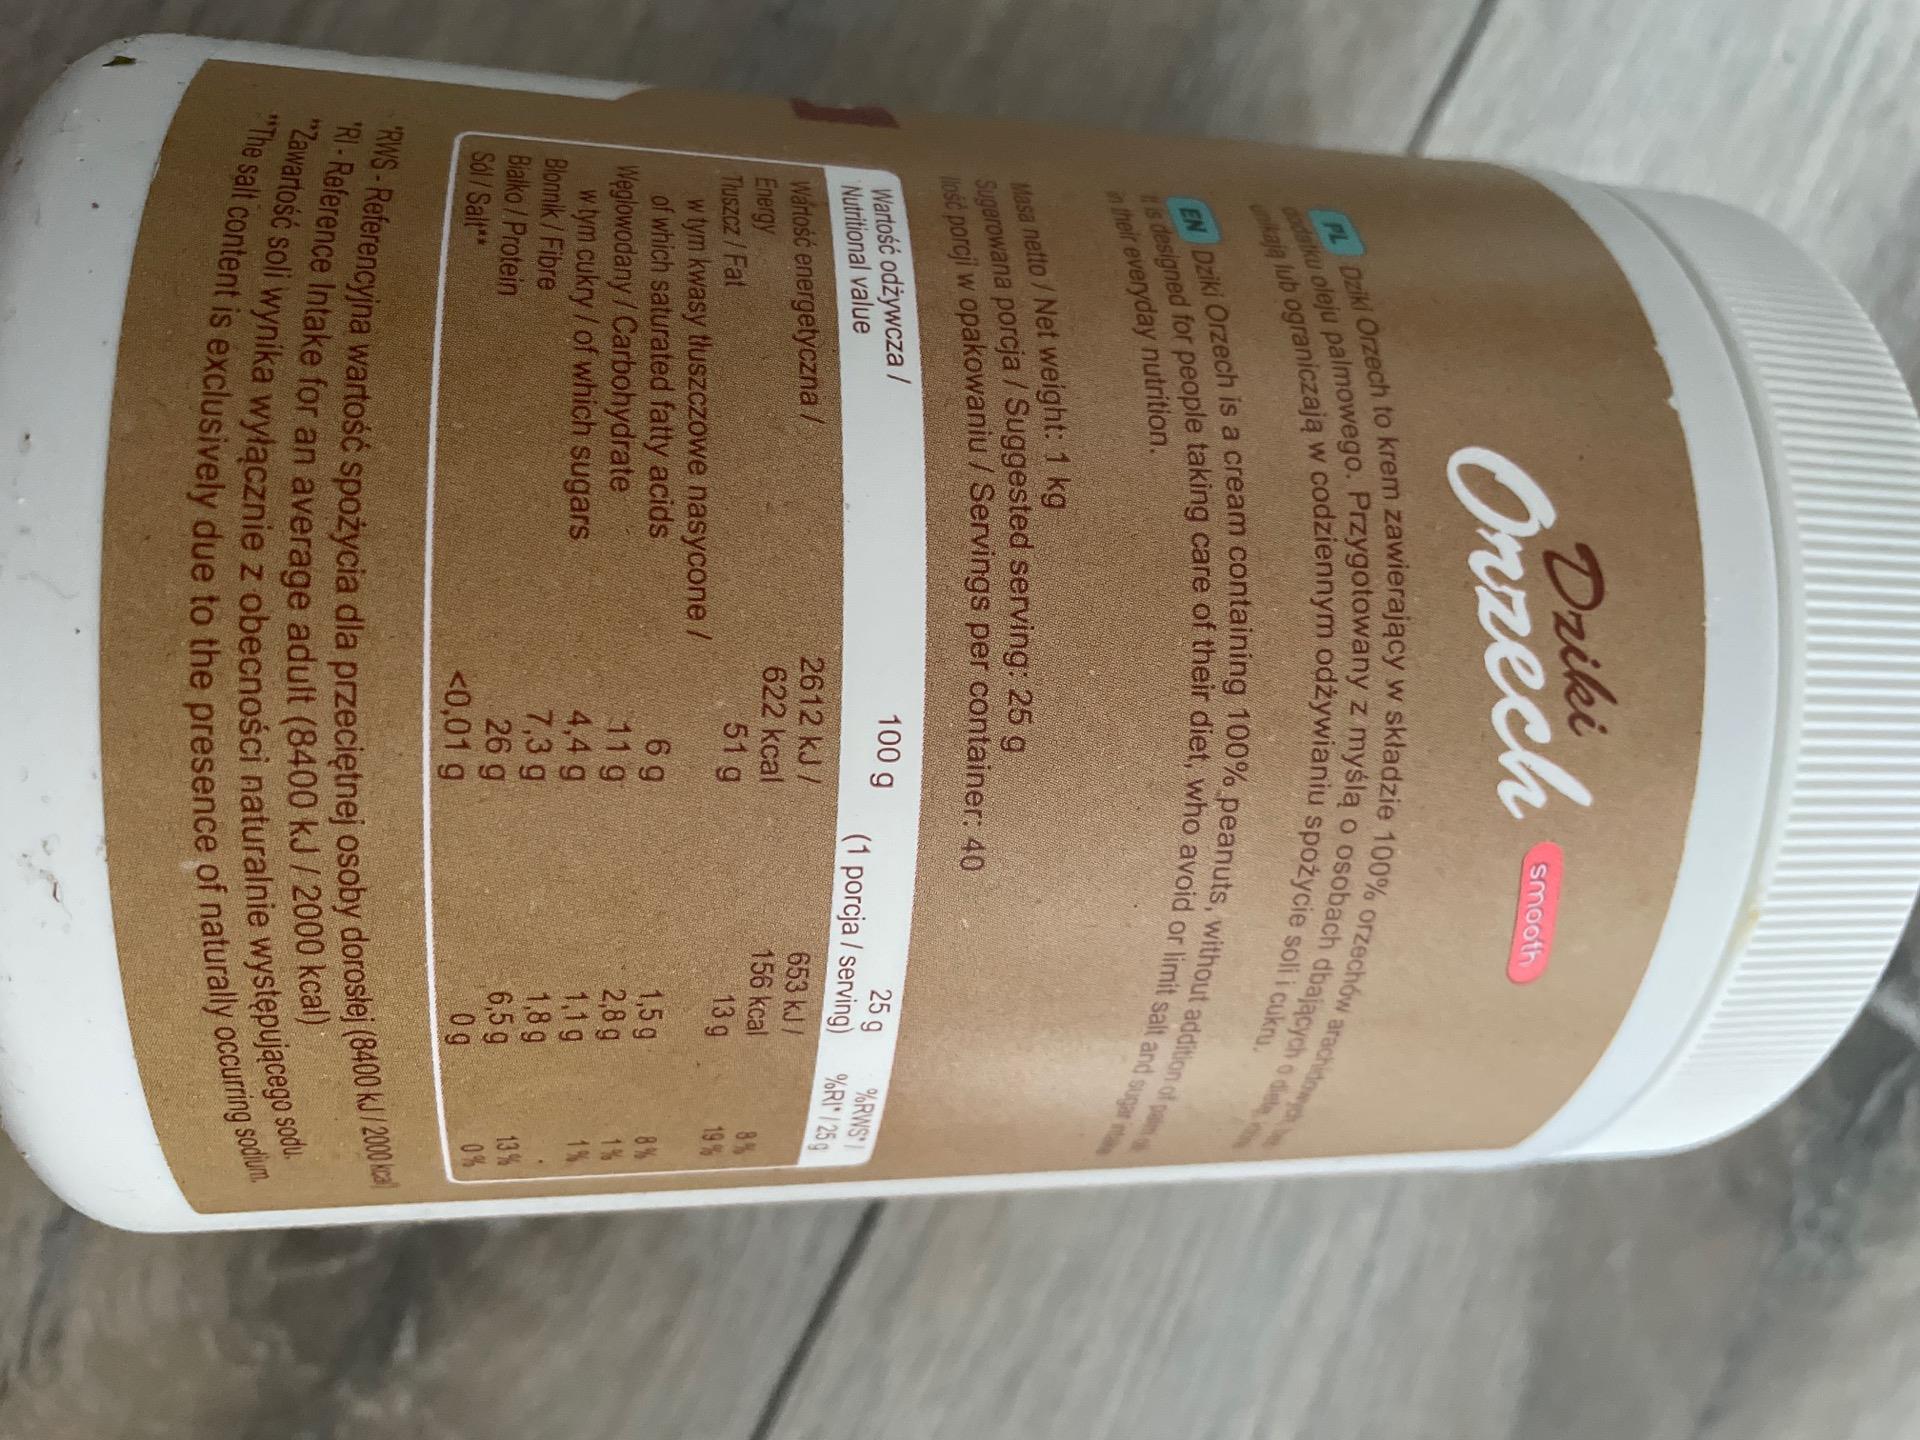 Dziki
Orzech
smooth
PL Dziki Orzech to krem zawierający w składzie 100% orzechów arachidowych bez
dodatku oleju palmowego. Przygotowany z myślą o osobach dbających o dietę,
unikają lub ograniczają w codziennym odżywianiu spożycie soli i cukru.
EN Dziki Orzech is a cream containing 100% peanuts, without addition of palm
It is designed for people taking care of their diet, who avoid or limit salt and sugar
in their everyday nutrition.
Masa netto / Net weight: 1 kg
Sugerowana porcja / Suggested serving: 25 g
Ilość porcji w opakowaniu / Servings per container: 40
Wartość odżywcza / 100 g 25 g %RWS* /
Nutritional value (1 porcja / serving) %RI* / 25 g
Wartość energetyczna / 2612 kJ / 653 kJ /
Energy 622 kcal 156 kcal 8 %
Tłuszcz / Fat 51 g 13 g 19 %
w tym kwasy tłuszczowe nasycone /
of which saturated fatty acids 6 g 1,5 g 8 %
Węglowodany / Carbohydrate 11 g 2,8 g 1 %
w tym cukry / of which sugars 4,4 g 1,1 g 1 %
Błonnik / Fibre 7,3 g 1,8 g .
Białko / Protein 26 g 6,5 g 13 %
Sól / Salt** <0,01 g 0 g 0 %
*RWS - Referencyjna wartość spożycia dla przeciętnej osoby dorosłej (8400 kJ / 2000 kcal)
*RI - Reference Intake for an average adult (8400 kJ / 2000 kcal)
**Zawartość soli wynika wyłącznie z obecności naturalnie występującego sodu.
**The salt content is exclusively due to the presence of naturally occurring sodium.